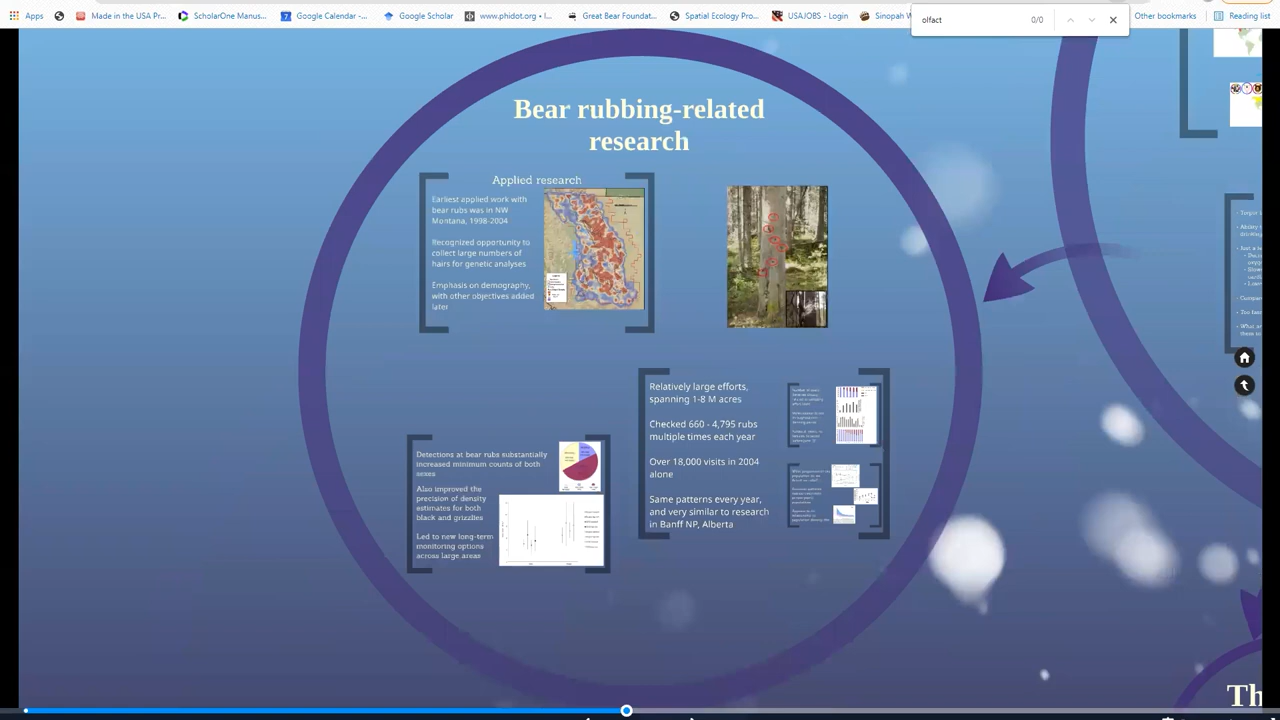 Apps
Made in the USA Pr...
ScholarOne Manus...
Google Calendar -...
Google Scholar
www.phidot.org • I...
Great Bear Foundat...
Spatial Ecology Pro...
USAJOBS - Login
Sinopah W
olfact
0/0
Other bookmarks
Reading list
Bear rubbing-related
research
Applied research
Earliest applied work with
bear rubs was in NW
Montana, 1998-2004
Recognized opportunity to
collect large numbers of
hairs for genetic analyses
Emphasis on demography,
with other objectives added
later
Relatively large efforts,
spanning 1-8 M acres
Checked 660 - 4,795 rubs
multiple times each year
Over 18,000 visits in 2004
alone
Same patterns every year,
and very similar to research
in Banff NP, Alberta
Detections at bear rubs substantially
increased minimum counts of both
sexes
Also improved the
precision of density
estimates for both
black and grizzlies
Led to new long-term
monitoring options
across large areas
Th